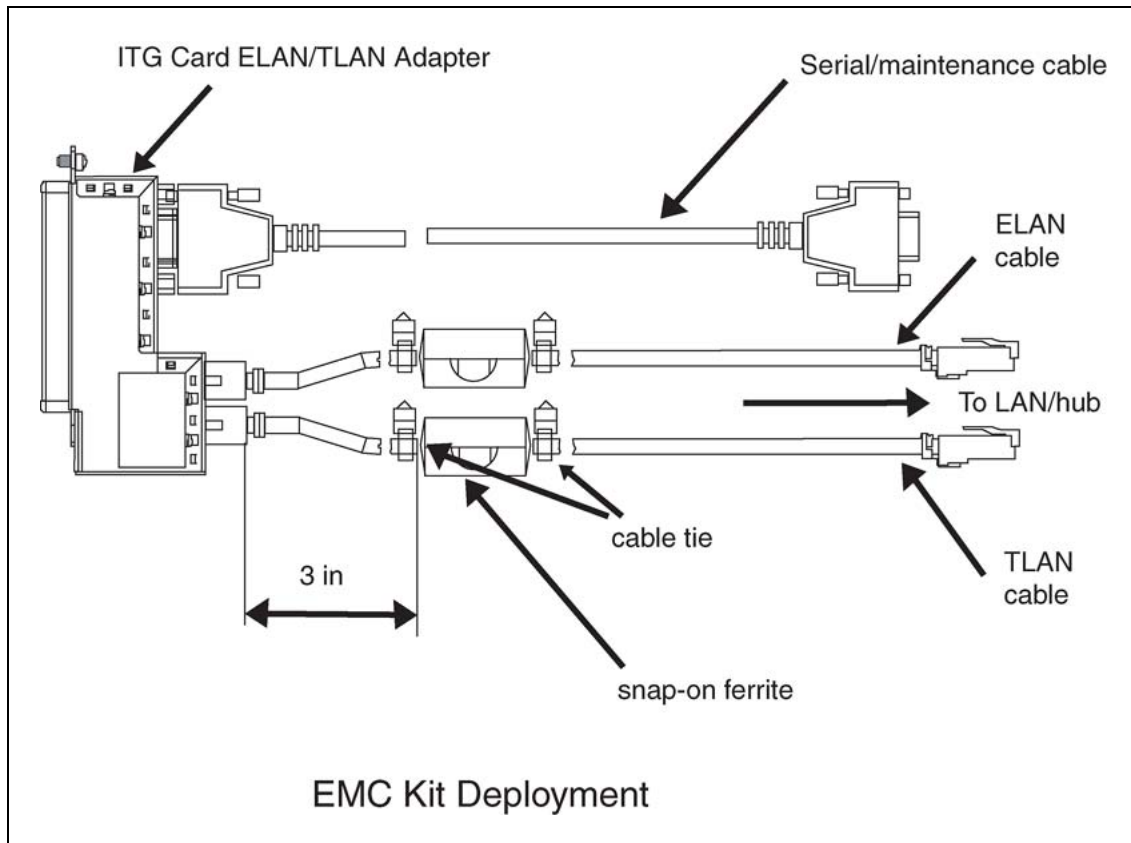 ITG Card ELAN/TLAN Adapter
Serial/maintenance cable
ELAN
cable
To LAN/hub
cable tie
3 in
TLAN
cable
snap-on ferrite
EMC Kit Deployment